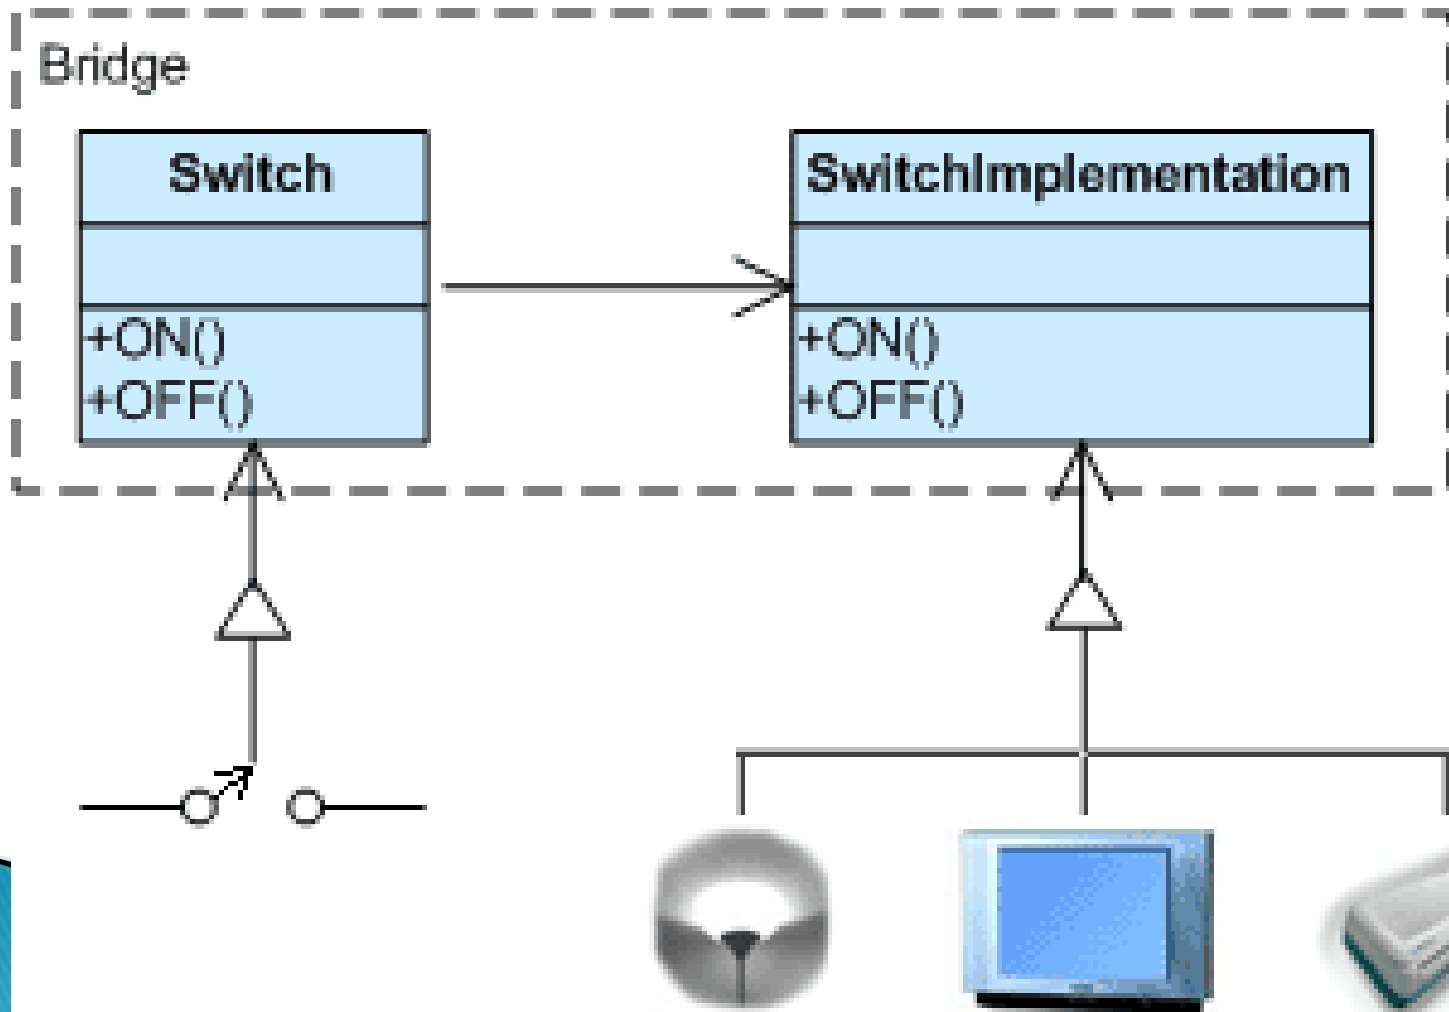 Bridge
Switch
+ON()
+OFF()
SwitchImplementation
+ON()
+OFF()